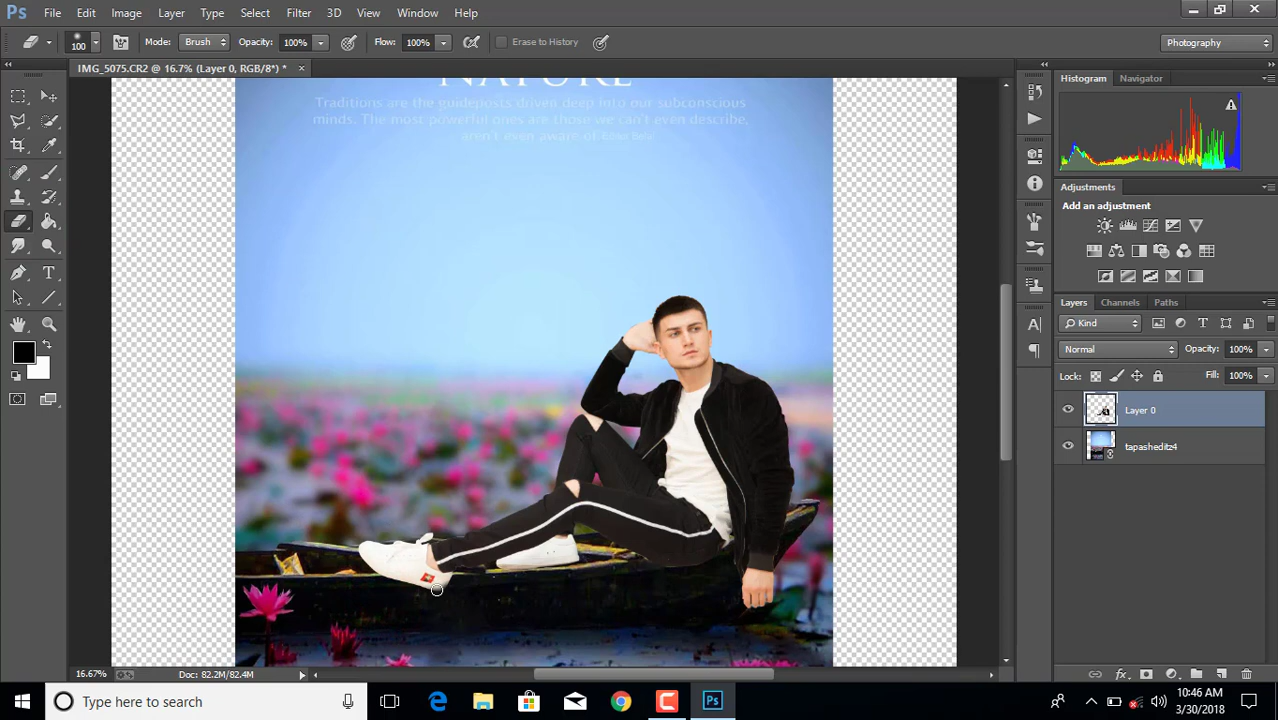 Ps File Edit Image Layer Type Select Filter 3D View Window Help
100 Mode: Brush Opacity: 100% Flow: 100% Erase to History Photography
IMG_5075.CR2 @ 16.7% (Layer 0, RGB/8*) * ×
NATURE
Traditions are the guideposts driven deep into our subconscious
minds. The most powerful ones are those we can't even describe,
aren't even aware of.
Histogram Navigator
Adjustments
Add an adjustment
Layers Channels Paths
Kind
Normal Opacity: 100%
Lock: Fill: 100%
Layer 0
tapasheditz4
16.67% Doc: 82.2M/82.4M
Type here to search
10:46 AM
3/30/2018